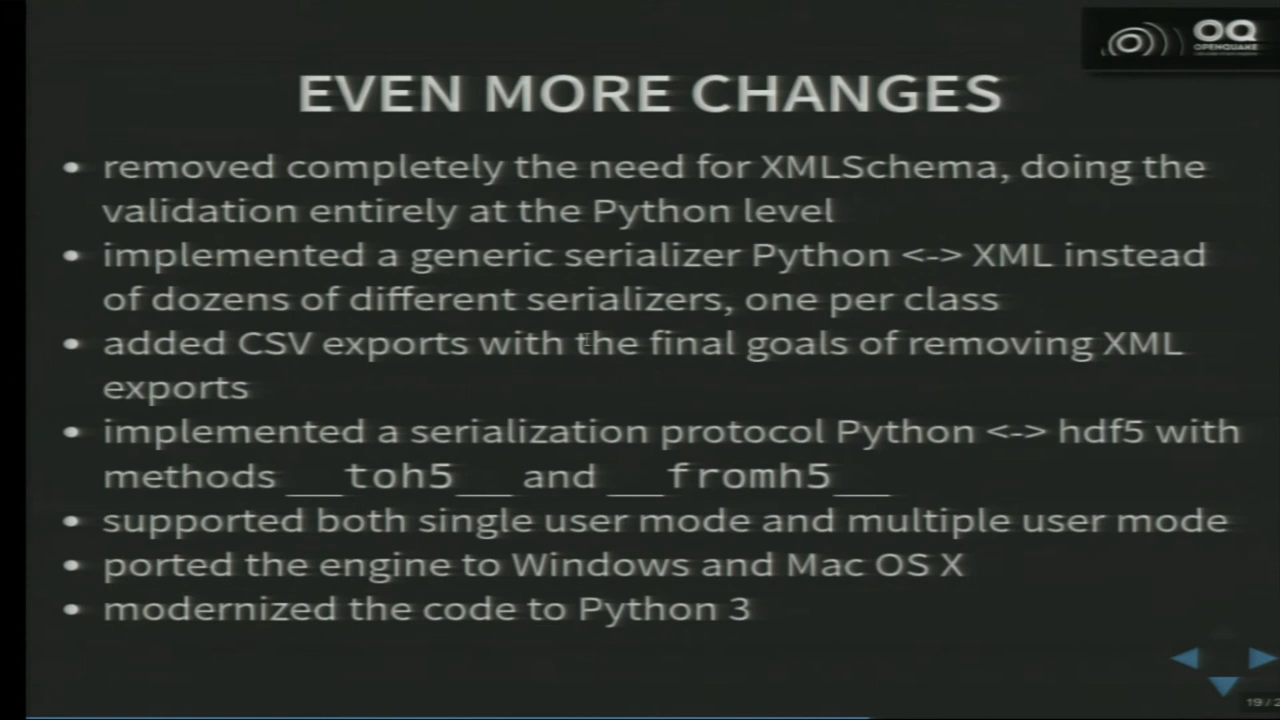 OQ
OPENQUAKE
EVEN MORE CHANGES
• removed completely the need for XMLSchema, doing the
validation entirely at the Python level
• implemented a generic serializer Python <-> XML instead
of dozens of different serializers, one per class
• added CSV exports with the final goals of removing XML
exports
• implemented a serialization protocol Python <-> hdf5 with
methods __toh5__ and __fromh5__
• supported both single user mode and multiple user mode
• ported the engine to Windows and Mac OS X
• modernized the code to Python 3